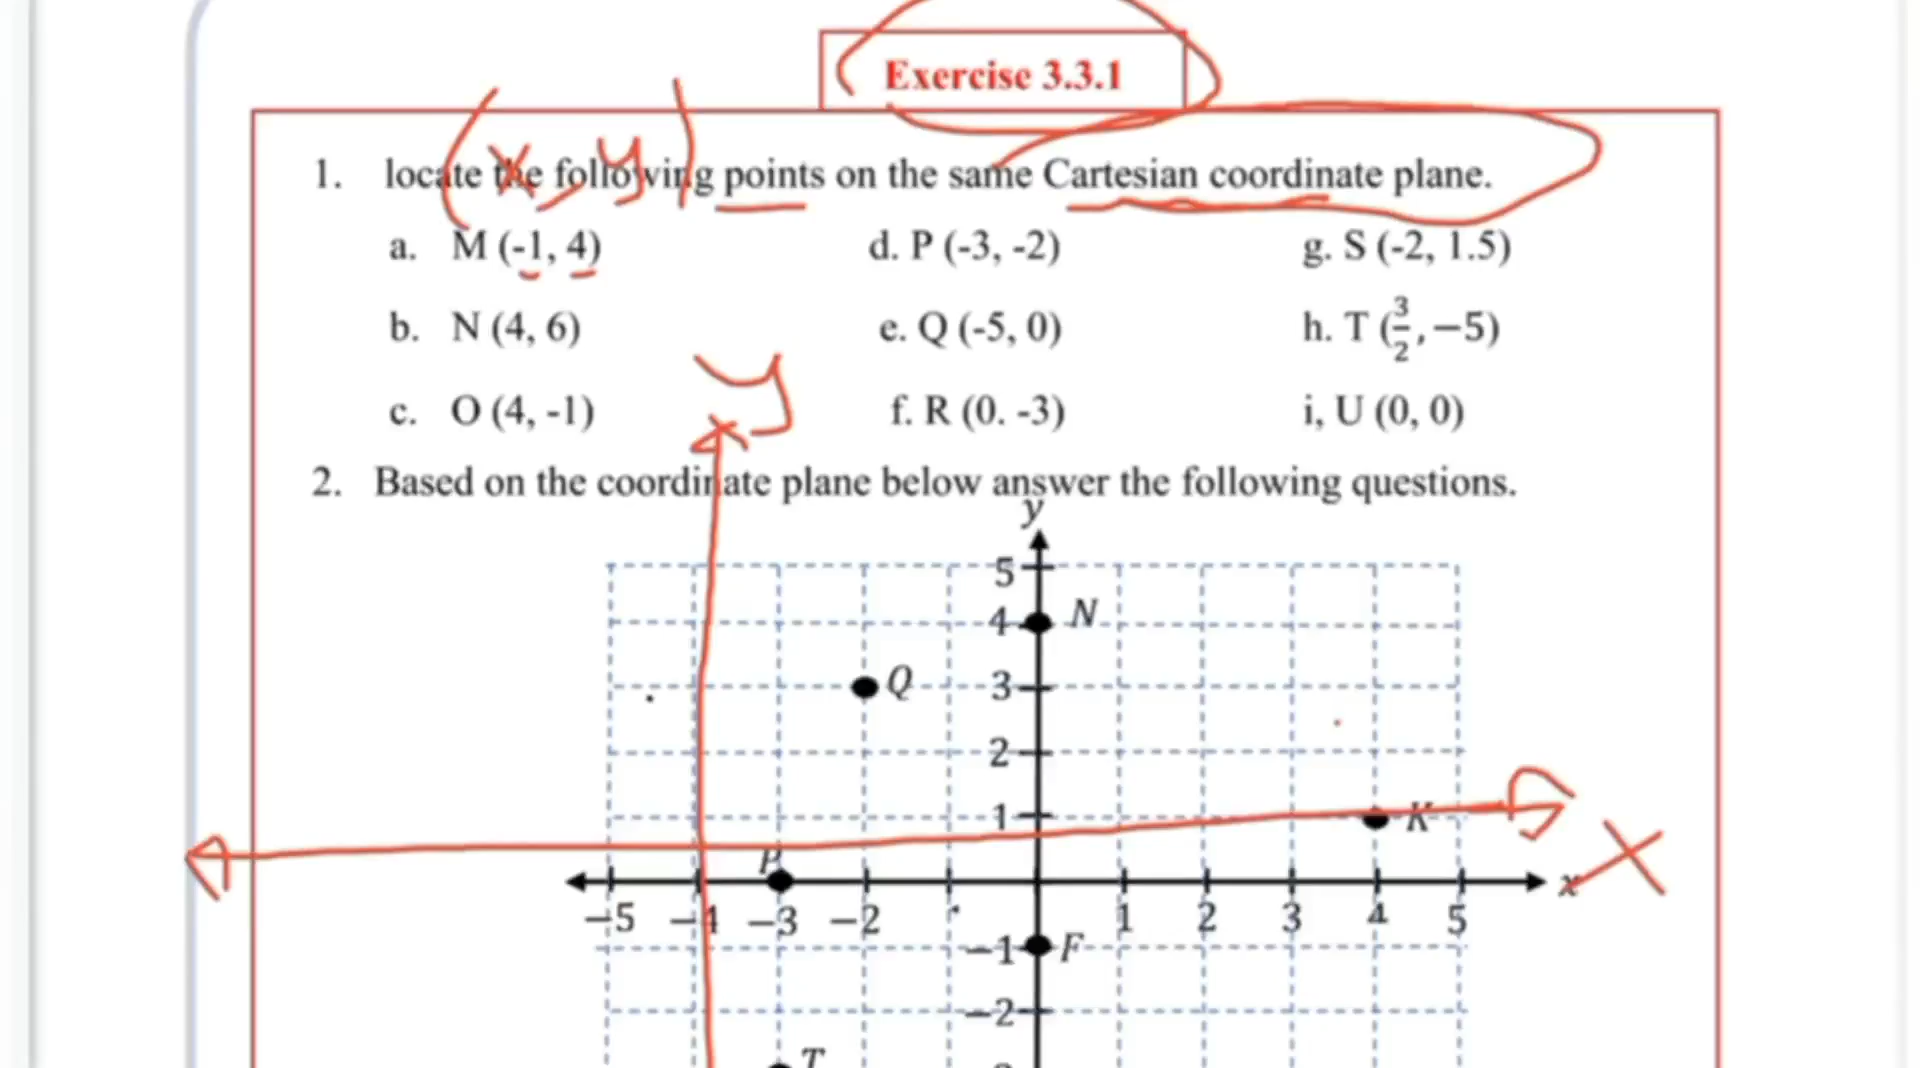 Exercise 3.3.1
(x, y)
1. locate the following points on the same Cartesian coordinate plane.
a. M (-1, 4) d. P (-3, -2) g. S (-2, 1.5)
b. N (4, 6) e. Q (-5, 0) h. T (3/2, −5)
c. O (4, -1) f. R (0. -3) i, U (0, 0)
y
2. Based on the coordinate plane below answer the following questions.
y
5
4 N
Q 3
2
1 K
P
x X
−5 −4 −3 −2 1 2 3 4 5
−1 F
−2
T